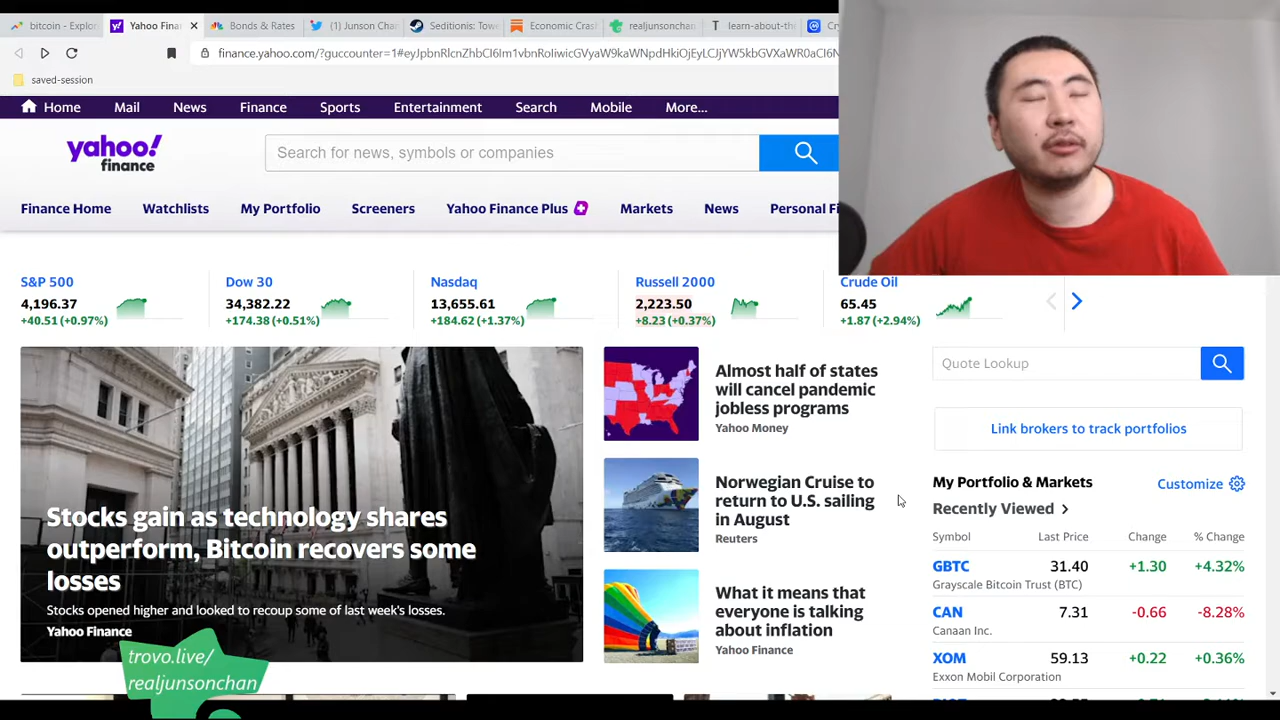 bitcoin - Explor
Yahoo Fina
Bonds & Rates
(1) Junson Cha
Seditionis: Tow
Economic Cras
realjunsonchan
learn-about-the
finance.yahoo.com/?guccounter=1#
saved-session
Home
Mail
News
Finance
Sports
Entertainment
Search
Mobile
More...
yahoo!
finance
Search for news, symbols or companies
Finance Home
Watchlists
My Portfolio
Screeners
Yahoo Finance Plus
Markets
News
Personal Fi
S&P 500
4,196.37
+40.51 (+0.97%)
Dow 30
34,382.22
+174.38 (+0.51%)
Nasdaq
13,655.61
+184.62 (+1.37%)
Russell 2000
2,223.50
+8.23 (+0.37%)
Crude Oil
65.45
+1.87 (+2.94%)
Stocks gain as technology shares
outperform, Bitcoin recovers some
losses
Stocks opened higher and looked to recoup some of last week's losses.
Yahoo Finance
trovo.live/
realjunsonchan
Almost half of states
will cancel pandemic
jobless programs
Yahoo Money
Norwegian Cruise to
return to U.S. sailing
in August
Reuters
What it means that
everyone is talking
about inflation
Yahoo Finance
Quote Lookup
Link brokers to track portfolios
My Portfolio & Markets
Customize
Recently Viewed >
Symbol Last Price Change % Change
GBTC 31.40 +1.30 +4.32%
Grayscale Bitcoin Trust (BTC)
CAN 7.31 -0.66 -8.28%
Canaan Inc.
XOM 59.13 +0.22 +0.36%
Exxon Mobil Corporation